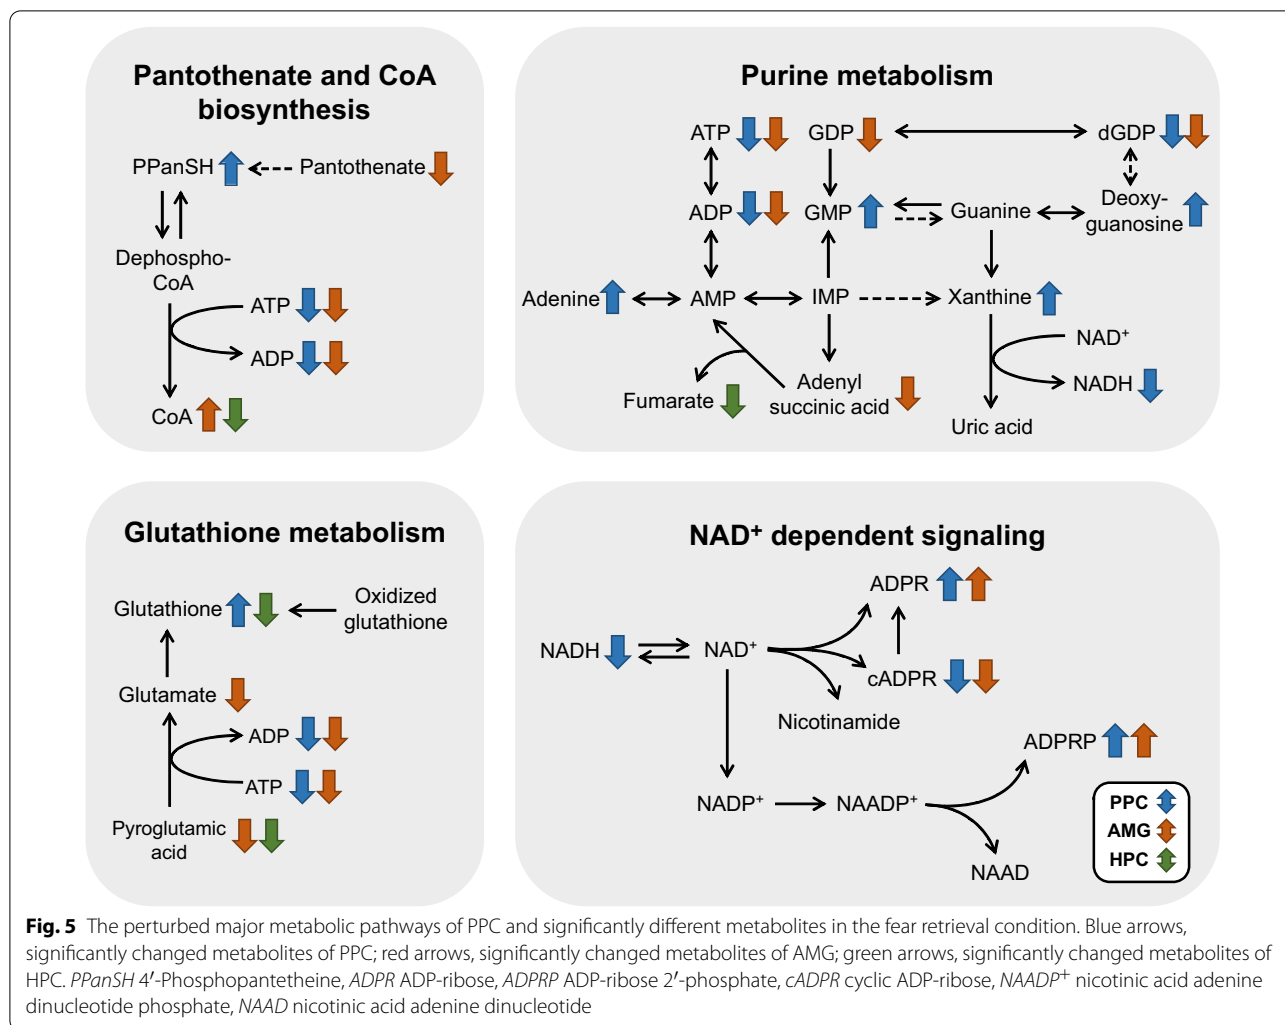 Pantothenate and CoA
biosynthesis
PPanSH
Pantothenate
Dephospho-
CoA
ATP
ADP
CoA
Purine metabolism
ATP
GDP
dGDP
ADP
GMP
Guanine
Deoxy-
guanosine
Adenine
AMP
IMP
Xanthine
NAD⁺
NADH
Fumarate
Adenyl
succinic acid
Uric acid
Glutathione metabolism
Glutathione
Oxidized
glutathione
Glutamate
ADP
ATP
Pyroglutamic
acid
NAD⁺ dependent signaling
ADPR
NADH
NAD⁺
cADPR
Nicotinamide
ADPRP
NADP⁺
NAADP⁺
NAAD
PPC
AMG
HPC
Fig. 5 The perturbed major metabolic pathways of PPC and significantly different metabolites in the fear retrieval condition. Blue arrows,
significantly changed metabolites of PPC; red arrows, significantly changed metabolites of AMG; green arrows, significantly changed metabolites of
HPC. PPanSH 4′-Phosphopantetheine, ADPR ADP-ribose, ADPRP ADP-ribose 2′-phosphate, cADPR cyclic ADP-ribose, NAADP⁺ nicotinic acid adenine
dinucleotide phosphate, NAAD nicotinic acid adenine dinucleotide